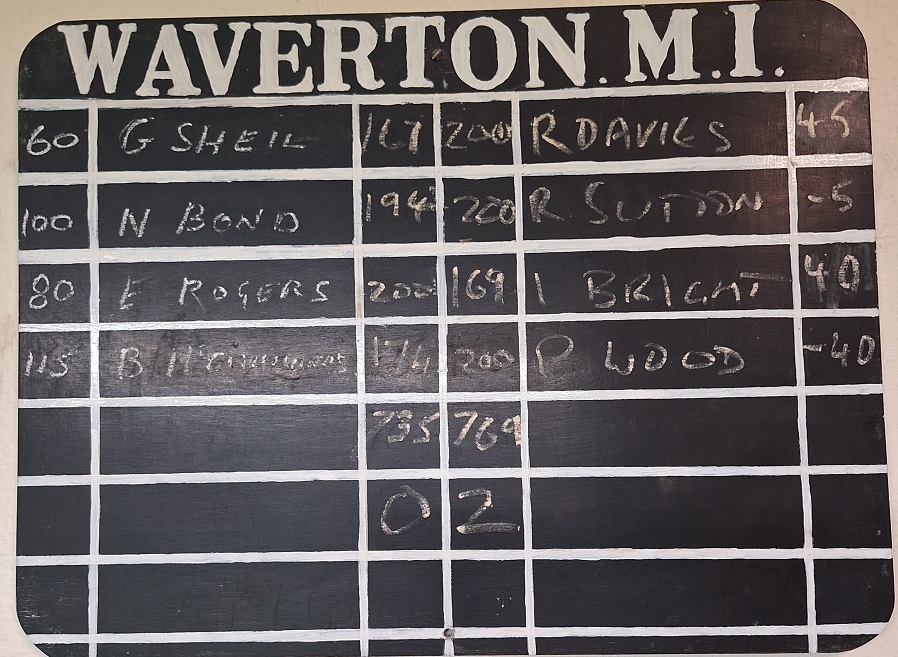 WAVERTON.M.I.
60 G SHEIL 167 200 R DAVIES 45
100 N BOND 194 200 R SUTTON -5
80 E ROGERS 200 169 I BRIGHT 40
115 B 174 200 P WOOD -40
735 769
0 2